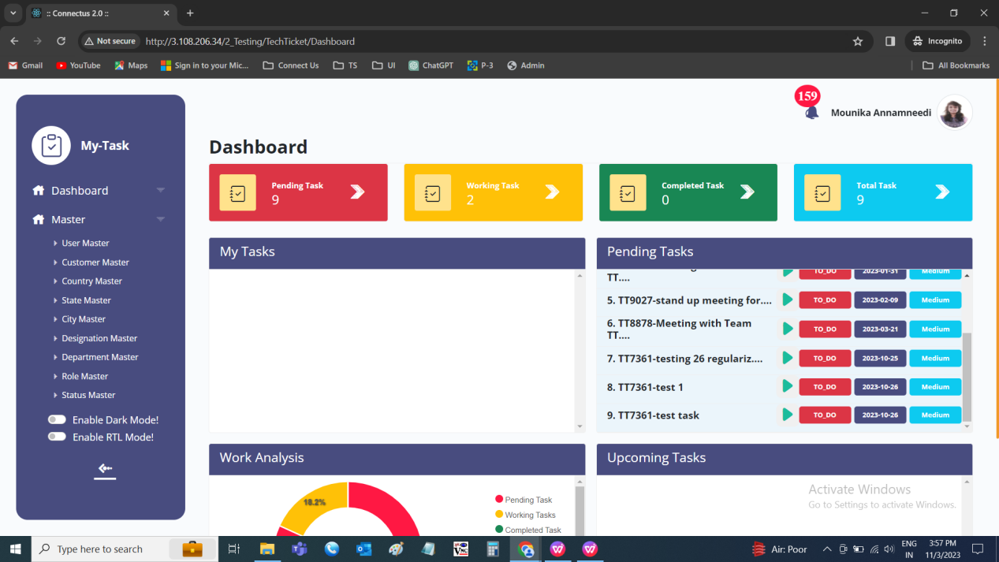 :: Connectus 2.0 ::
Not secure
http://3.108.206.34/2_Testing/TechTicket/Dashboard
Incognito
Gmail
YouTube
Maps
Sign in to your Mic...
Connect Us
TS
UI
ChatGPT
P-3
Admin
All Bookmarks
159
Mounika Annamneedi
My-Task
Dashboard
Master
User Master
Customer Master
Country Master
State Master
City Master
Designation Master
Department Master
Role Master
Status Master
Enable Dark Mode!
Enable RTL Mode!
Dashboard
Pending Task
9
Working Task
2
Completed Task
0
Total Task
9
My Tasks
Pending Tasks
TT....
TO_DO 2023-01-31 Medium
5. TT9027-stand up meeting for.... TO_DO 2023-02-09 Medium
6. TT8878-Meeting with Team
TT....
TO_DO 2023-03-21 Medium
7. TT7361-testing 26 regulariz.... TO_DO 2023-10-25 Medium
8. TT7361-test 1 TO_DO 2023-10-26 Medium
9. TT7361-test task TO_DO 2023-10-26 Medium
Work Analysis
18.2%
Pending Task
Working Tasks
Completed Task
Upcoming Tasks
Activate Windows
Go to Settings to activate Windows.
Type here to search
Air: Poor
ENG
IN
3:57 PM
11/3/2023